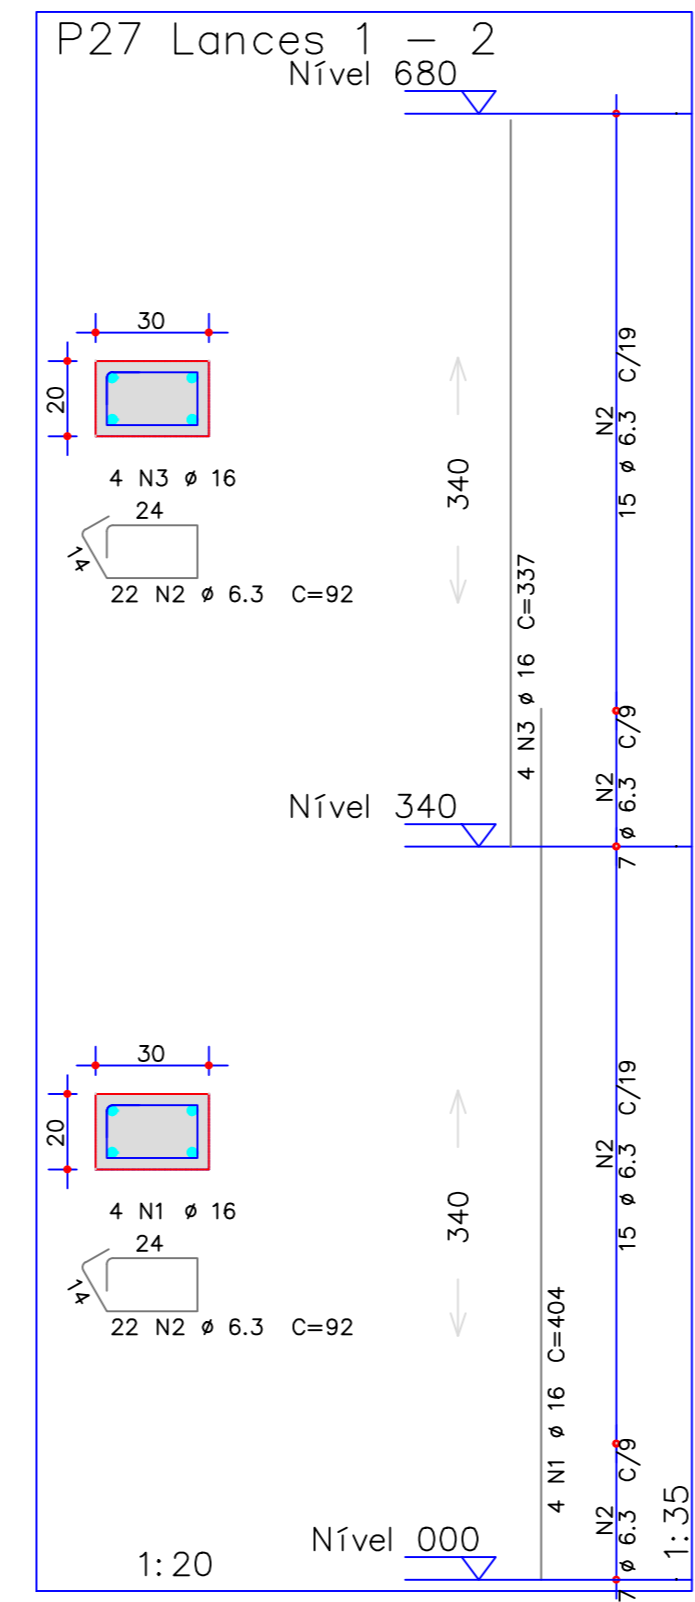 P27 Lances 1 - 2
Nível 680
30
20
4 N3 ø 16
24
14
22 N2 ø 6.3 C=92
340
4 N3 ø 16 C=337
N2
15 ø 6.3 C/19
N2
7 ø 6.3 C/9
Nível 340
30
20
4 N1 ø 16
24
14
22 N2 ø 6.3 C=92
340
4 N1 ø 16 C=404
N2
15 ø 6.3 C/19
N2
7 ø 6.3 C/9
Nível 000
1:20
1:35